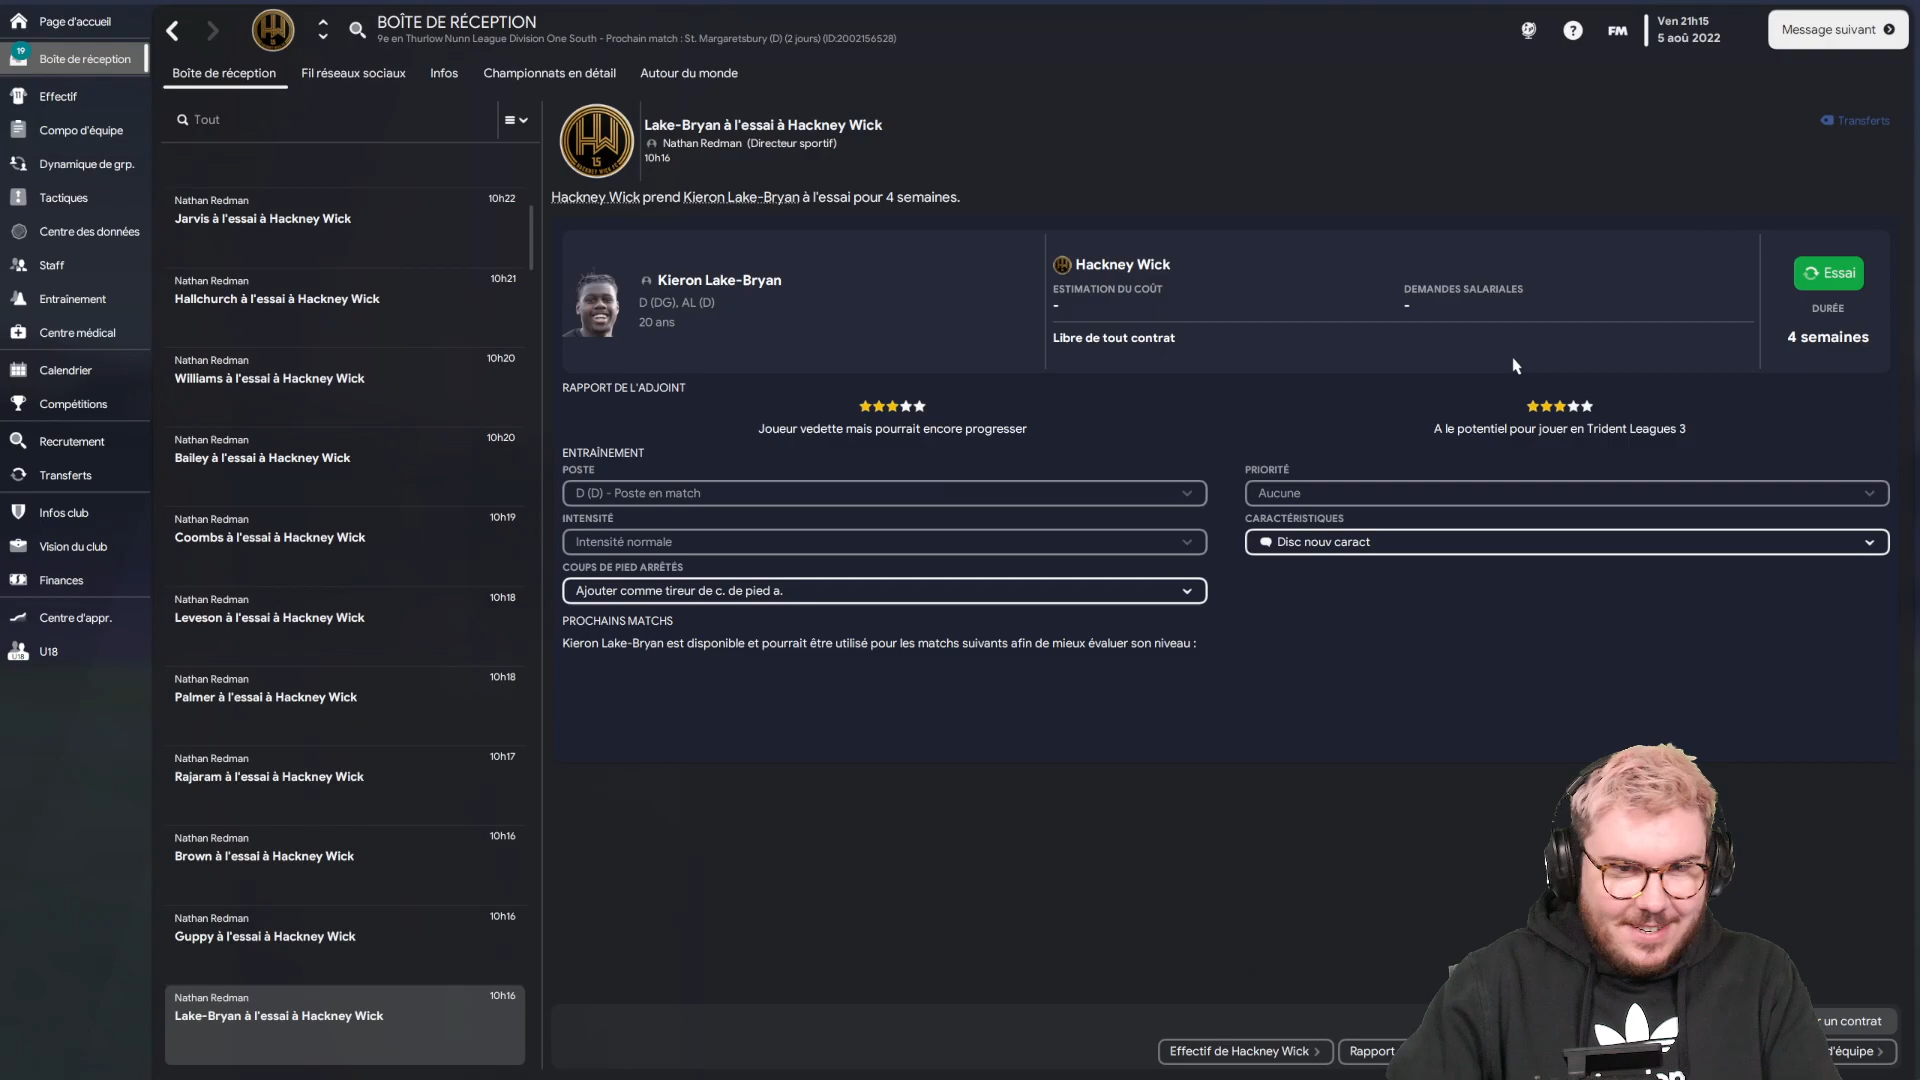 Page d'accueil
19
Boîte de réception
Effectif
Compo d'équipe
Dynamique de grp.
Tactiques
Centre des données
Staff
Entraînement
Centre médical
Calendrier
Compétitions
Recrutement
Transferts
Infos club
Vision du club
Finances
Centre d'appr.
U18
U18
BOÎTE DE RÉCEPTION
9e en Thurlow Nunn League Division One South - Prochain match : St. Margaretsbury (D) (2 jours) (ID:2002156528)
FM
Ven 21h15
5 aoû 2022
Message suivant
Boîte de réception
Fil réseaux sociaux
Infos
Championnats en détail
Autour du monde
Tout
Nathan Redman 10h22
Jarvis à l'essai à Hackney Wick
Nathan Redman 10h21
Hallchurch à l'essai à Hackney Wick
Nathan Redman 10h20
Williams à l'essai à Hackney Wick
Nathan Redman 10h20
Bailey à l'essai à Hackney Wick
Nathan Redman 10h19
Coombs à l'essai à Hackney Wick
Nathan Redman 10h18
Leveson à l'essai à Hackney Wick
Nathan Redman 10h18
Palmer à l'essai à Hackney Wick
Nathan Redman 10h17
Rajaram à l'essai à Hackney Wick
Nathan Redman 10h16
Brown à l'essai à Hackney Wick
Nathan Redman 10h16
Guppy à l'essai à Hackney Wick
Nathan Redman 10h16
Lake-Bryan à l'essai à Hackney Wick
HW
15
HACKNEY WICK FC
Lake-Bryan à l'essai à Hackney Wick
Nathan Redman (Directeur sportif)
10h16
Transferts
Hackney Wick prend Kieron Lake-Bryan à l'essai pour 4 semaines.
Kieron Lake-Bryan
D (DG), AL (D)
20 ans
Hackney Wick
ESTIMATION DU COÛT
-
DEMANDES SALARIALES
-
Libre de tout contrat
Essai
DURÉE
4 semaines
RAPPORT DE L'ADJOINT
Joueur vedette mais pourrait encore progresser
A le potentiel pour jouer en Trident Leagues 3
ENTRAÎNEMENT
POSTE
D (D) - Poste en match
PRIORITÉ
Aucune
INTENSITÉ
Intensité normale
CARACTÉRISTIQUES
Disc nouv caract
COUPS DE PIED ARRÊTÉS
Ajouter comme tireur de c. de pied a.
PROCHAINS MATCHS
Kieron Lake-Bryan est disponible et pourrait être utilisé pour les matchs suivants afin de mieux évaluer son niveau :
un contrat
Effectif de Hackney Wick
Rapport
d'équipe